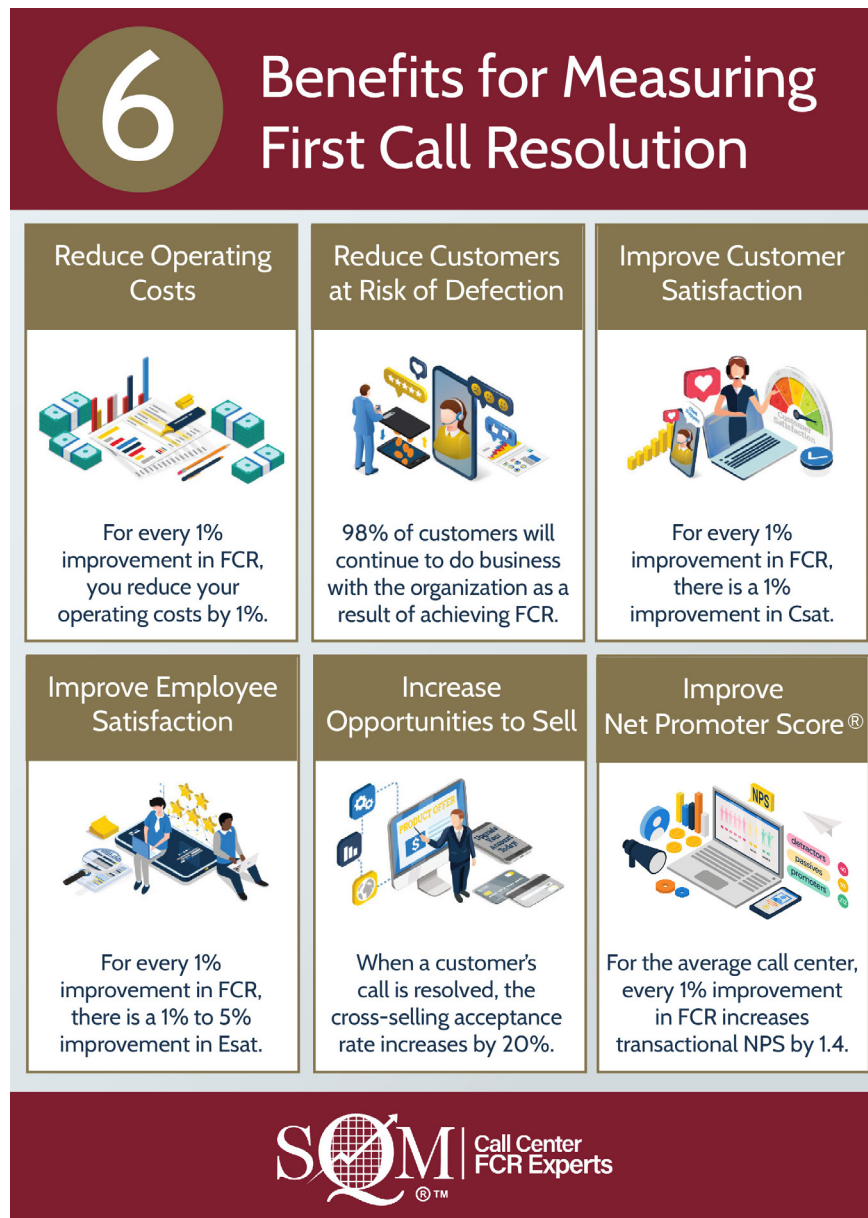 6
Benefits for Measuring
First Call Resolution
Reduce Operating
Costs
For every 1%
improvement in FCR,
you reduce your
operating costs by 1%.
Reduce Customers
at Risk of Defection
98% of customers will
continue to do business
with the organization as a
result of achieving FCR.
Improve Customer
Satisfaction
Customer
Satisfaction
For every 1%
improvement in FCR,
there is a 1%
improvement in Csat.
Improve Employee
Satisfaction
For every 1%
improvement in FCR,
there is a 1% to 5%
improvement in Esat.
Increase
Opportunities to Sell
PRODUCT OFFER
$
Upgrade
Your
Account
Today!
When a customer's
call is resolved, the
cross-selling acceptance
rate increases by 20%.
Improve
Net Promoter Score®
NPS
detractors
passives
promoters
For the average call center,
every 1% improvement
in FCR increases
transactional NPS by 1.4.
SQM
® ™
Call Center
FCR Experts